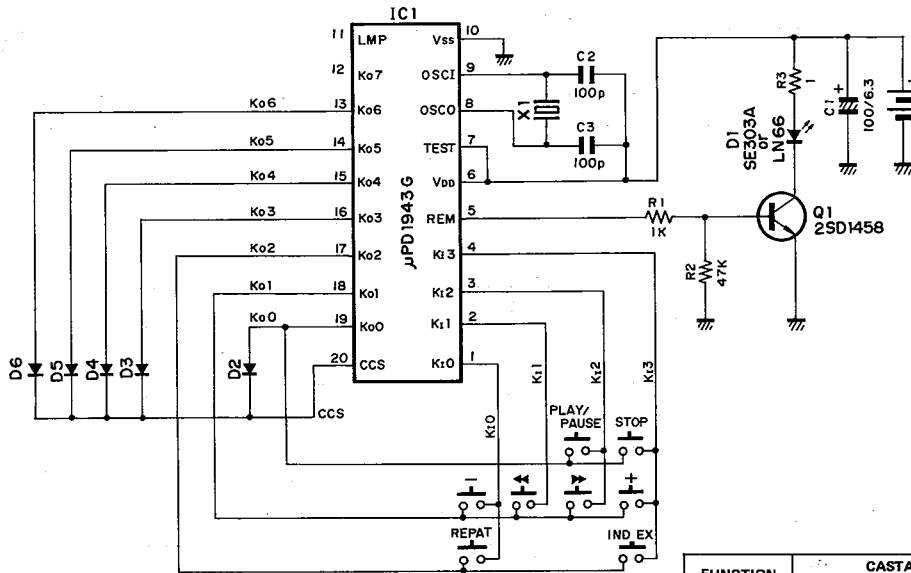 IC1
11 LMP
Vss 10
12 Ko7
OSCI 9
C2
100p
Ko6 13 Ko6
OSCO 8
X1
C3
100p
Ko5 14 Ko5
TEST 7
Ko4 15 Ko4
VDD 6
Ko3 16 Ko3
REM 5
Ko2 17 Ko2
KI3 4
Ko1 18 Ko1
KI2 3
Ko0 19 Ko0
KI1 2
20 CCS
KI0 1
μPD1943G
R1
1K
R2
47K
R3
1
D1
SE303A
or
LN66
C1 +
100/6.3
Q1
2SD1458
D6
D5
D4
D3
D2
CCS
KI0
KI1
KI2
KI3
PLAY/
PAUSE
STOP
−
◀◀
▶▶
+
REPAT
IND EX
FUNCTION
CASTA